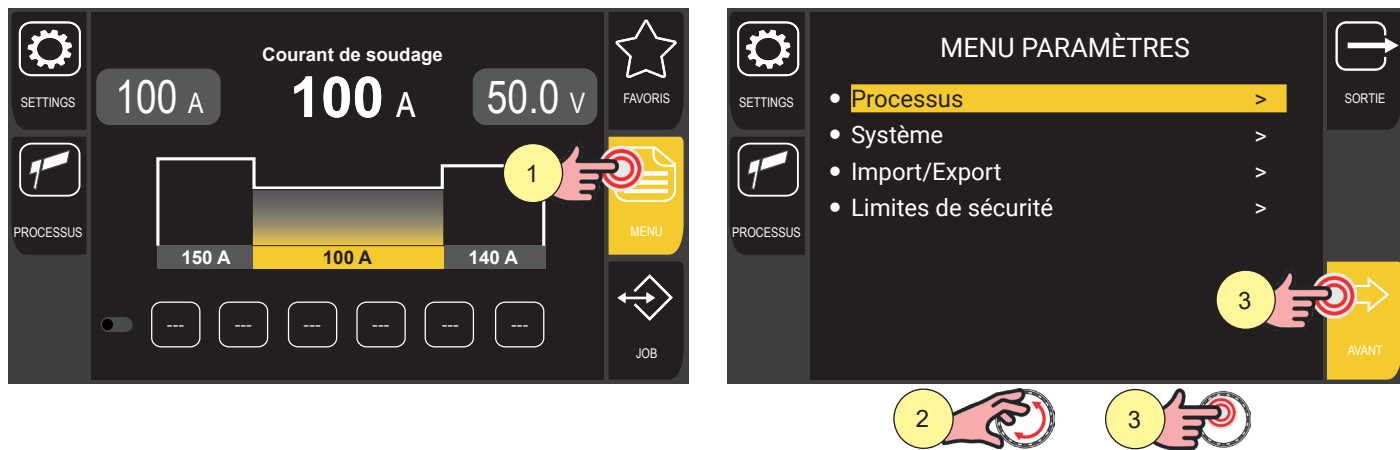 SETTINGS
PROCESSUS
Courant de soudage
100 A
100 A
50.0 V
150 A
100 A
140 A
---
---
---
---
---
---
1
FAVORIS
MENU
JOB
SETTINGS
PROCESSUS
MENU PARAMÈTRES
Processus >
Système >
Import/Export >
Limites de sécurité >
SORTIE
3
AVANT
2
3